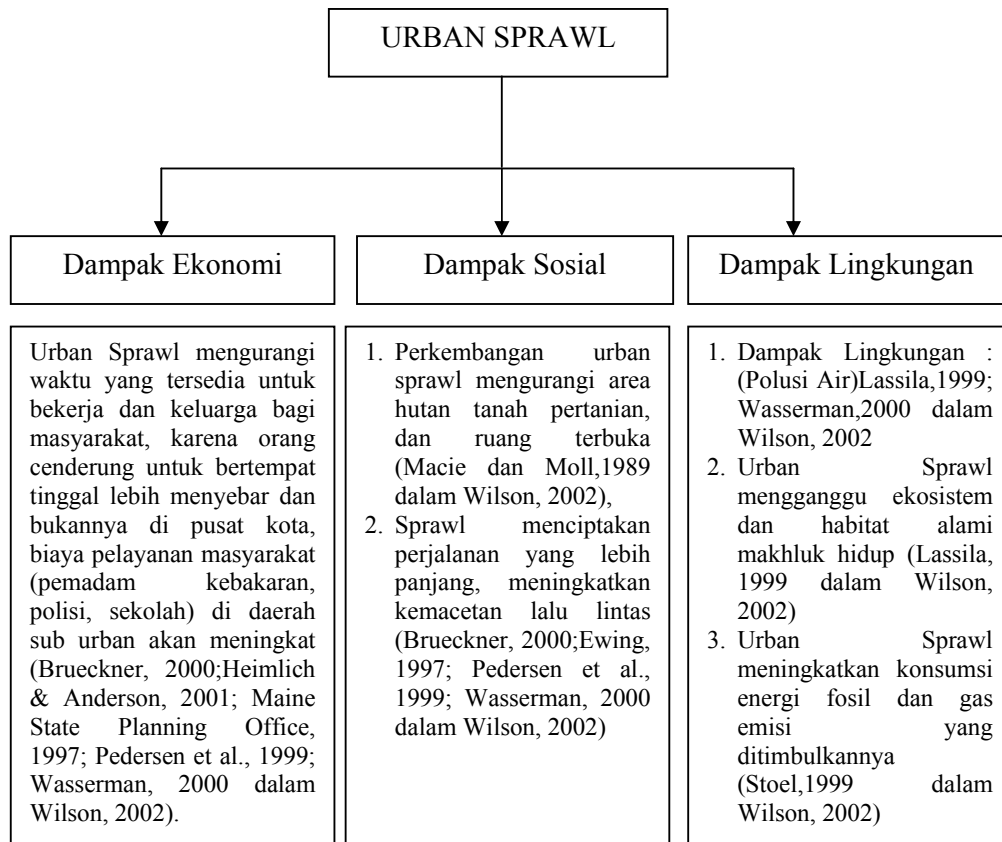 URBAN SPRAWL
Dampak Ekonomi
Dampak Sosial
Dampak Lingkungan
Urban Sprawl mengurangi
waktu yang tersedia untuk
bekerja dan keluarga bagi
masyarakat, karena orang
cenderung untuk bertempat
tinggal lebih menyebar dan
bukannya di pusat kota,
biaya pelayanan masyarakat
(pemadam kebakaran,
polisi, sekolah) di daerah
sub urban akan meningkat
(Brueckner, 2000;Heimlich
& Anderson, 2001; Maine
State Planning Office,
1997; Pedersen et al., 1999;
Wasserman, 2000 dalam
Wilson, 2002).
1. Perkembangan urban
sprawl mengurangi area
hutan tanah pertanian,
dan ruang terbuka
(Macie dan Moll,1989
dalam Wilson, 2002),
2. Sprawl menciptakan
perjalanan yang lebih
panjang, meningkatkan
kemacetan lalu lintas
(Brueckner, 2000;Ewing,
1997; Pedersen et al.,
1999; Wasserman, 2000
dalam Wilson, 2002)
1. Dampak Lingkungan :
(Polusi Air)Lassila,1999;
Wasserman,2000 dalam
Wilson, 2002
2. Urban Sprawl
mengganggu ekosistem
dan habitat alami
makhluk hidup (Lassila,
1999 dalam Wilson,
2002)
3. Urban Sprawl
meningkatkan konsumsi
energi fosil dan gas
emisi yang
ditimbulkannya
(Stoel,1999 dalam
Wilson, 2002)